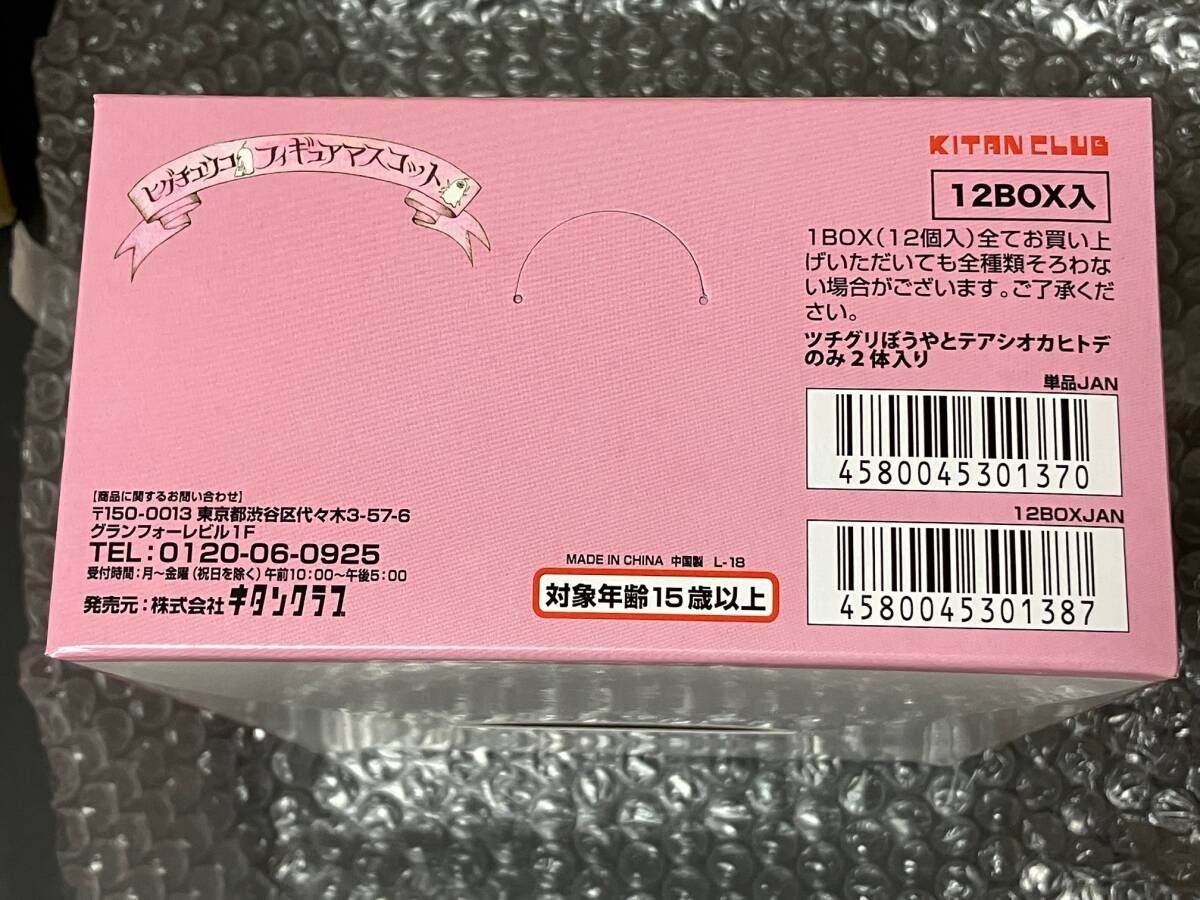 ヒグチユウコ フィギュアマスコット
KITAN CLUB
12BOX入
1BOX(12個入)全てお買い上
げいただいても全種類そろわな
い場合がございます。ご了承くだ
さい。
ツチグリぼうやとテアシオカヒトデ
のみ2体入り
単品JAN
4580045301370
12BOXJAN
4580045301387
【商品に関するお問い合わせ】
〒150-0013 東京都渋谷区代々木3-57-6
グランフォーレビル1F
TEL:0120-06-0925
受付時間:月〜金曜(祝日を除く)午前10:00〜午後5:00
発売元:株式会社キタンクラブ
MADE IN CHINA 中国製 L-18
対象年齢15歳以上